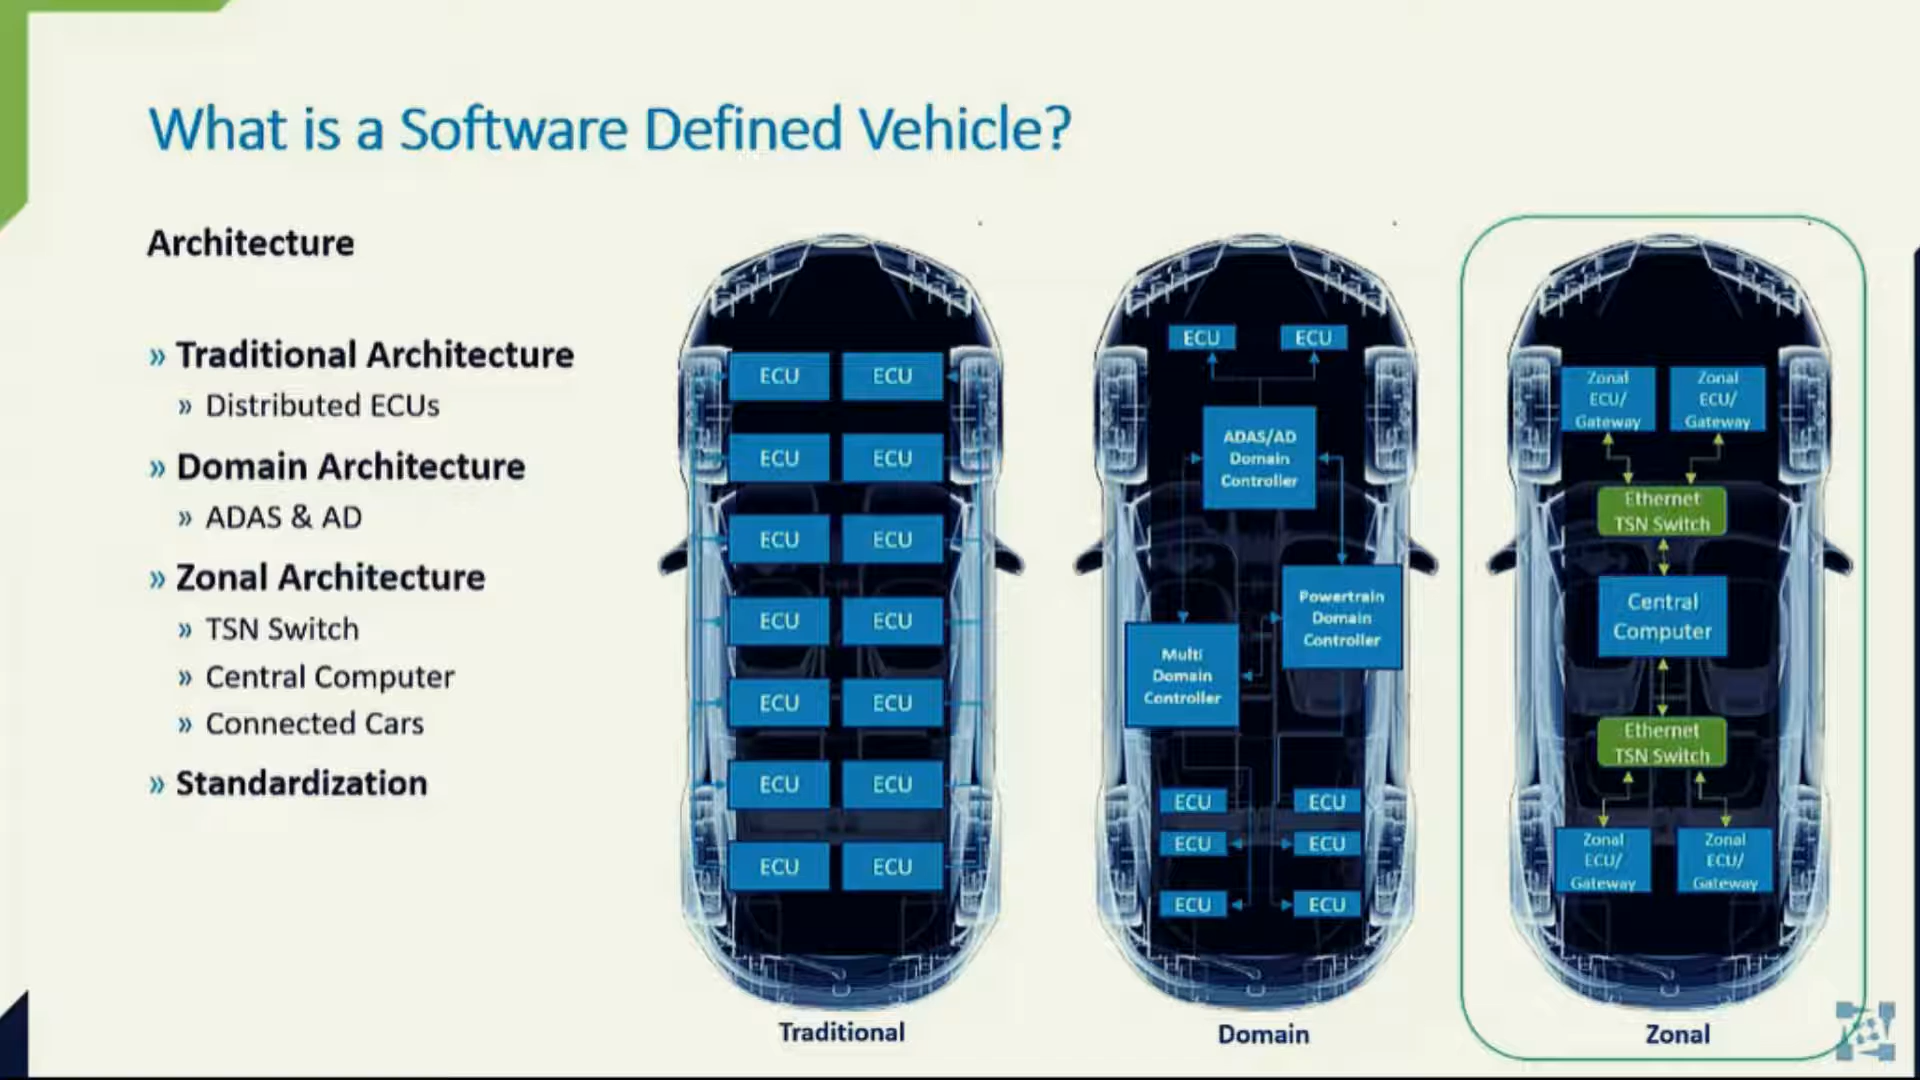 What is a Software Defined Vehicle?
Architecture
» Traditional Architecture
» Distributed ECUs
» Domain Architecture
» ADAS & AD
» Zonal Architecture
» TSN Switch
» Central Computer
» Connected Cars
» Standardization
ECU ECU
ECU ECU
ECU ECU
ECU ECU
ECU ECU
ECU ECU
ECU ECU
Traditional
ECU ECU
ADAS/AD
Domain
Controller
Powertrain
Domain
Controller
Multi
Domain
Controller
ECU ECU
ECU ECU
ECU ECU
Domain
Zonal
ECU/
Gateway
Zonal
ECU/
Gateway
Ethernet
TSN Switch
Central
Computer
Ethernet
TSN Switch
Zonal
ECU/
Gateway
Zonal
ECU/
Gateway
Zonal